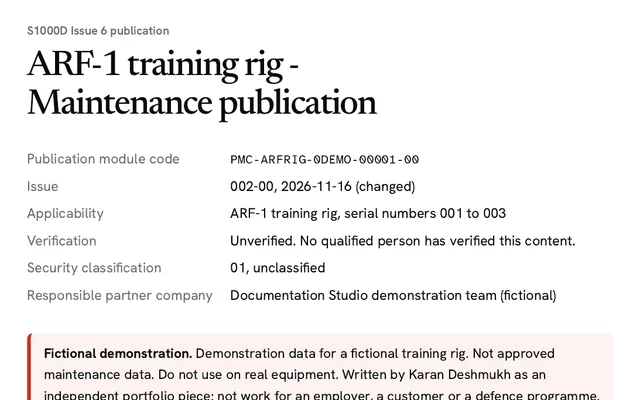 S1000D Issue 6 publication
ARF-1 training rig -
Maintenance publication
Publication module code PMC-ARFRIG-0DEMO-00001-00
Issue 002-00, 2026-11-16 (changed)
Applicability ARF-1 training rig, serial numbers 001 to 003
Verification Unverified. No qualified person has verified this content.
Security classification 01, unclassified
Responsible partner company Documentation Studio demonstration team (fictional)
Fictional demonstration. Demonstration data for a fictional training rig. Not approved
maintenance data. Do not use on real equipment. Written by Karan Deshmukh as an
independent portfolio piece; not work for an employer, a customer or a defence programme.